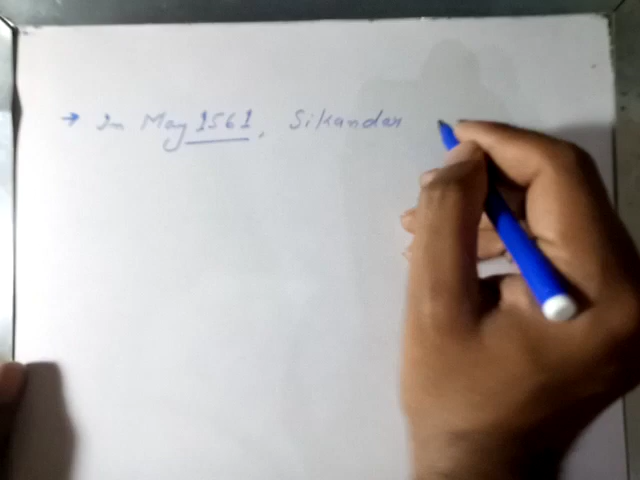 → In May 1561, Sikandar